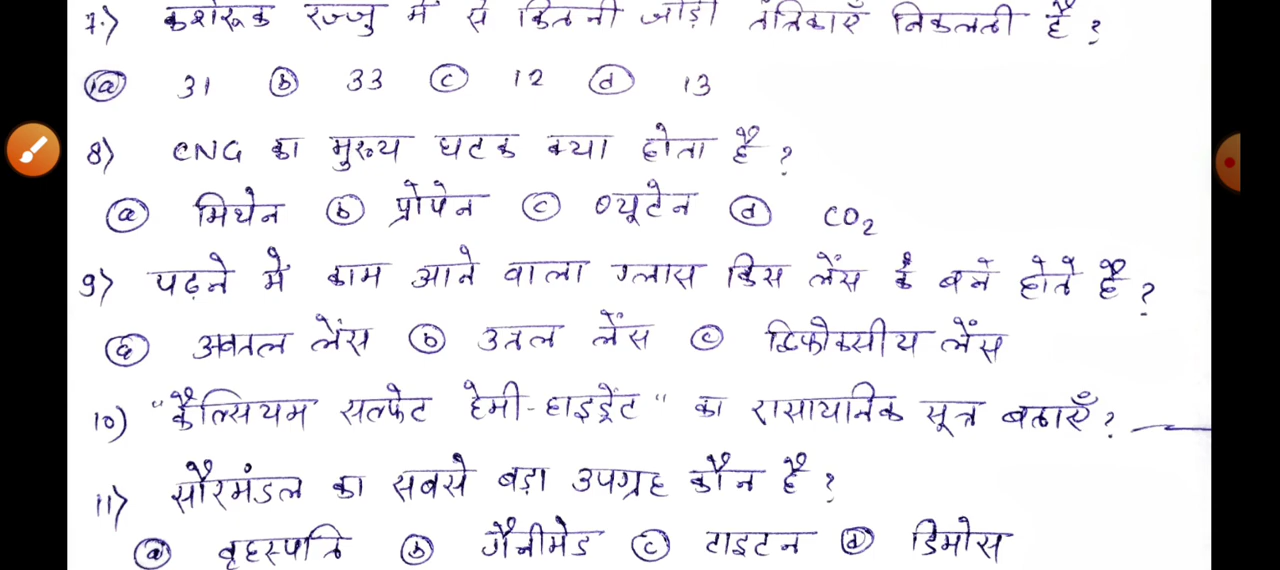 7.) कशेरूक रज्जु में से कितनी जोड़ी तंत्रिकाएँ निकलती हैं ?
(a) 31 (b) 33 (c) 12 (d) 13
8) CNG का मुख्य घटक क्या होता है ?
(a) मिथेन (b) प्रोपेन (c) ब्यूटेन (d) CO₂
9) पढ़ने में काम आने वाला ग्लास किस लेंस के बने होते है ?
(a) अवतल लेंस (b) उत्तल लेंस (c) द्विफोकसीय लेंस
10) "कैल्सियम सल्फेट हेमी-हाइड्रेट" का रासायनिक सूत्र बताएँ ?
11) सौरमंडल का सबसे बड़ा उपग्रह कौन है ?
(a) बृहस्पति (b) गैनीमेड (c) टाइटन (d) डिमोस